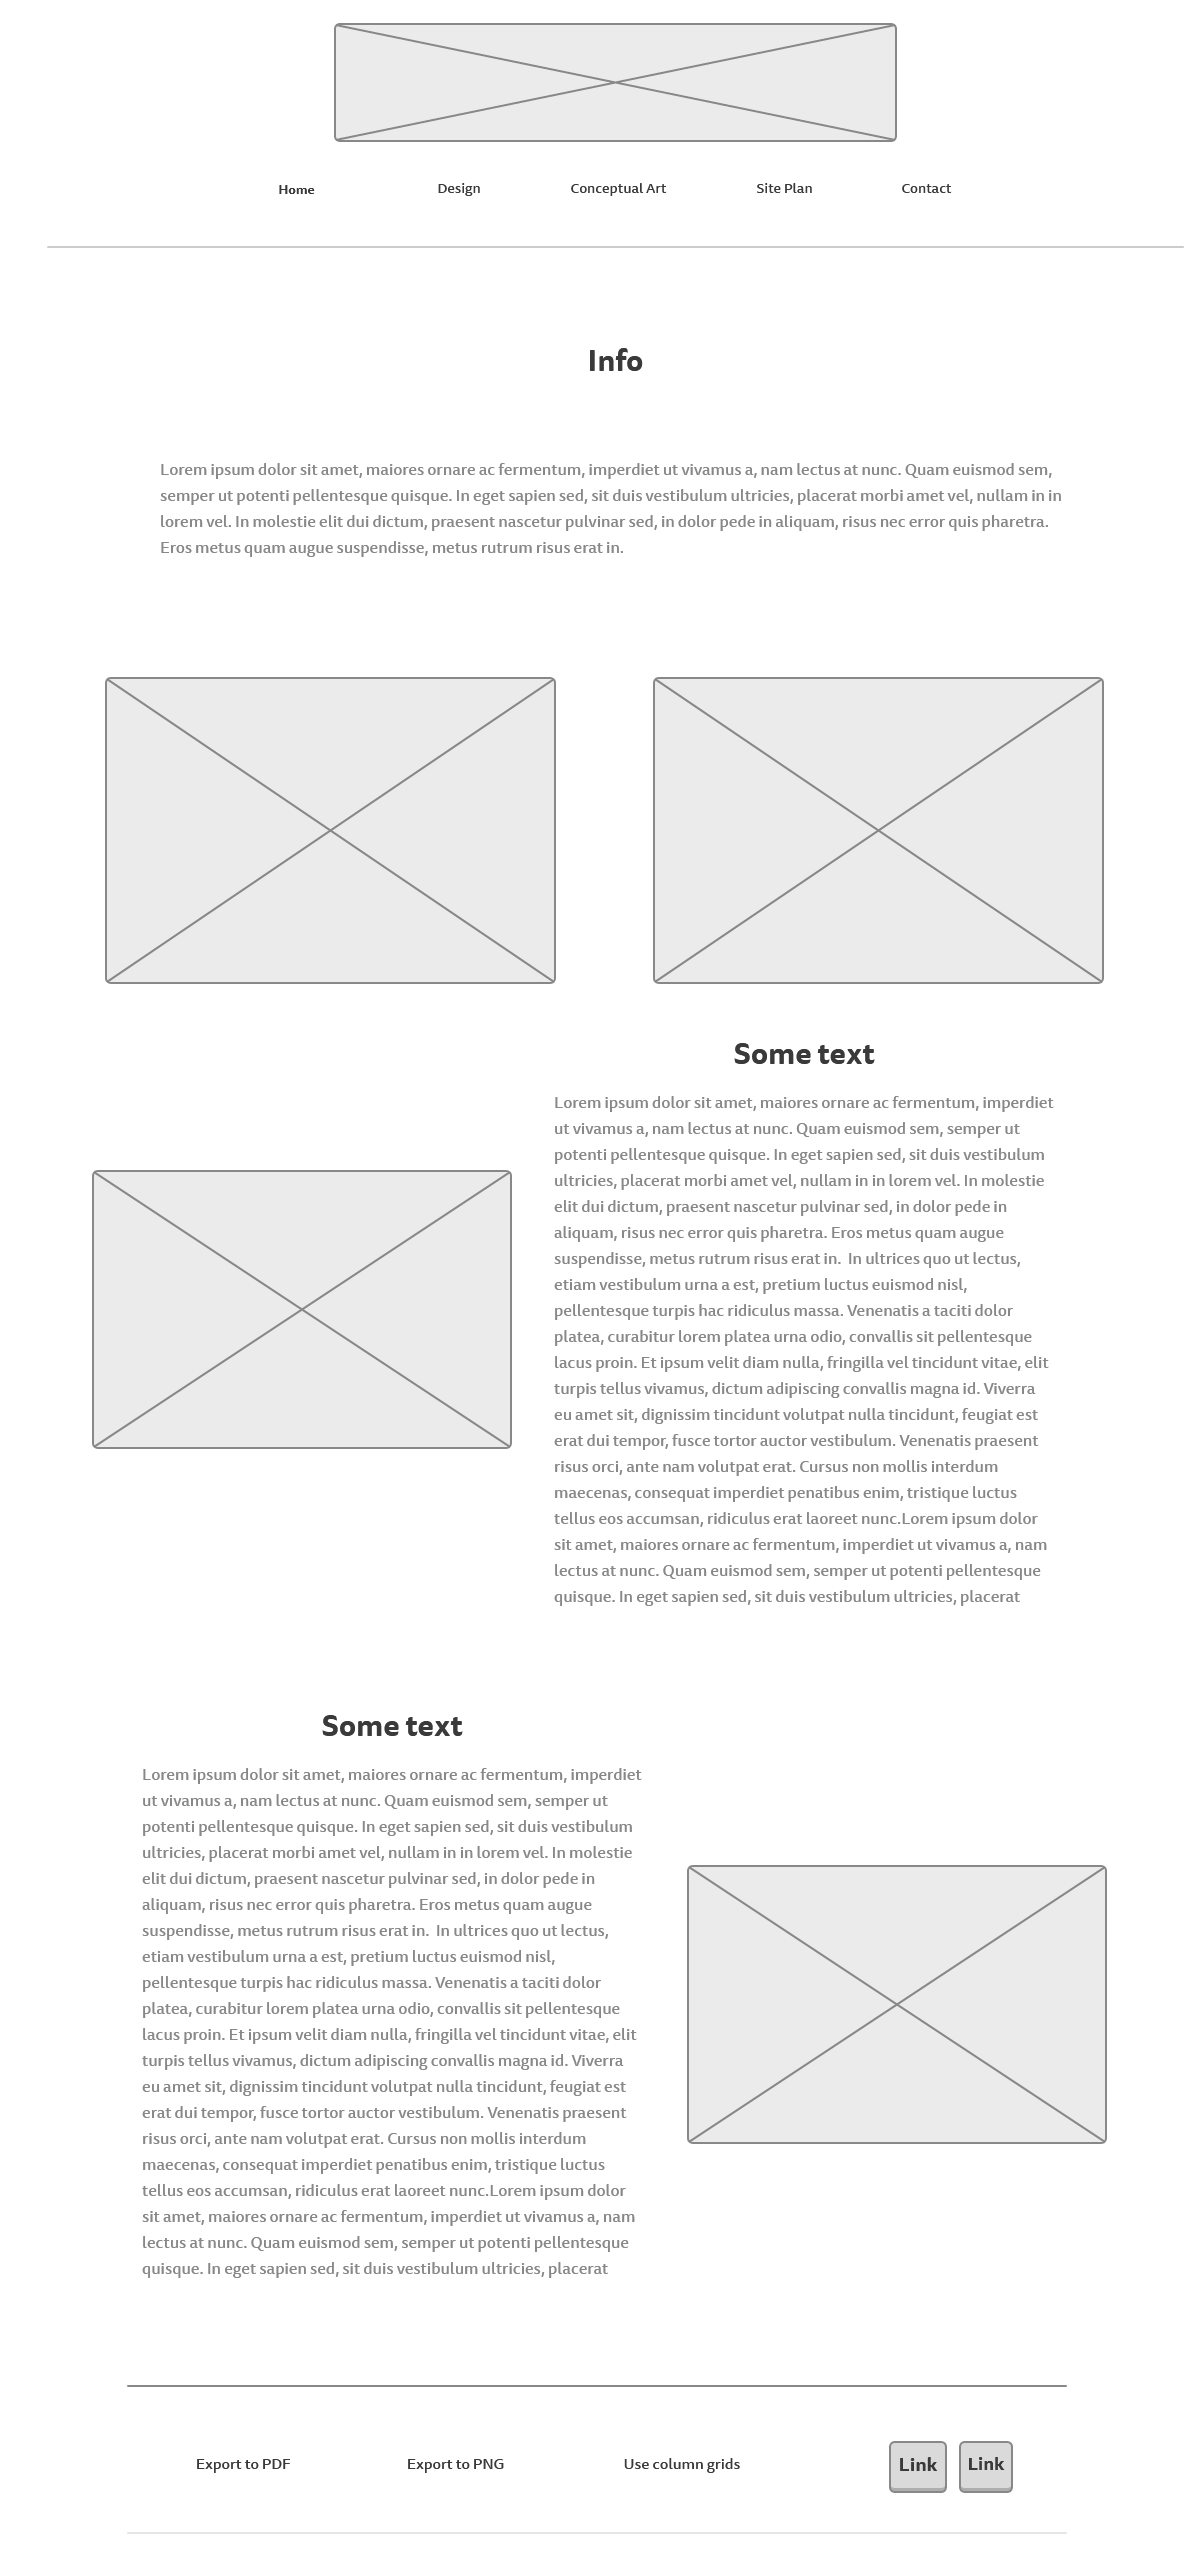 Home Design Conceptual Art Site Plan Contact
Info
Lorem ipsum dolor sit amet, maiores ornare ac fermentum, imperdiet ut vivamus a, nam lectus at nunc. Quam euismod sem,
semper ut potenti pellentesque quisque. In eget sapien sed, sit duis vestibulum ultricies, placerat morbi amet vel, nullam in in
lorem vel. In molestie elit dui dictum, praesent nascetur pulvinar sed, in dolor pede in aliquam, risus nec error quis pharetra.
Eros metus quam augue suspendisse, metus rutrum risus erat in.
Some text
Lorem ipsum dolor sit amet, maiores ornare ac fermentum, imperdiet
ut vivamus a, nam lectus at nunc. Quam euismod sem, semper ut
potenti pellentesque quisque. In eget sapien sed, sit duis vestibulum
ultricies, placerat morbi amet vel, nullam in in lorem vel. In molestie
elit dui dictum, praesent nascetur pulvinar sed, in dolor pede in
aliquam, risus nec error quis pharetra. Eros metus quam augue
suspendisse, metus rutrum risus erat in.  In ultrices quo ut lectus,
etiam vestibulum urna a est, pretium luctus euismod nisl,
pellentesque turpis hac ridiculus massa. Venenatis a taciti dolor
platea, curabitur lorem platea urna odio, convallis sit pellentesque
lacus proin. Et ipsum velit diam nulla, fringilla vel tincidunt vitae, elit
turpis tellus vivamus, dictum adipiscing convallis magna id. Viverra
eu amet sit, dignissim tincidunt volutpat nulla tincidunt, feugiat est
erat dui tempor, fusce tortor auctor vestibulum. Venenatis praesent
risus orci, ante nam volutpat erat. Cursus non mollis interdum
maecenas, consequat imperdiet penatibus enim, tristique luctus
tellus eos accumsan, ridiculus erat laoreet nunc.Lorem ipsum dolor
sit amet, maiores ornare ac fermentum, imperdiet ut vivamus a, nam
lectus at nunc. Quam euismod sem, semper ut potenti pellentesque
quisque. In eget sapien sed, sit duis vestibulum ultricies, placerat
Some text
Lorem ipsum dolor sit amet, maiores ornare ac fermentum, imperdiet
ut vivamus a, nam lectus at nunc. Quam euismod sem, semper ut
potenti pellentesque quisque. In eget sapien sed, sit duis vestibulum
ultricies, placerat morbi amet vel, nullam in in lorem vel. In molestie
elit dui dictum, praesent nascetur pulvinar sed, in dolor pede in
aliquam, risus nec error quis pharetra. Eros metus quam augue
suspendisse, metus rutrum risus erat in.  In ultrices quo ut lectus,
etiam vestibulum urna a est, pretium luctus euismod nisl,
pellentesque turpis hac ridiculus massa. Venenatis a taciti dolor
platea, curabitur lorem platea urna odio, convallis sit pellentesque
lacus proin. Et ipsum velit diam nulla, fringilla vel tincidunt vitae, elit
turpis tellus vivamus, dictum adipiscing convallis magna id. Viverra
eu amet sit, dignissim tincidunt volutpat nulla tincidunt, feugiat est
erat dui tempor, fusce tortor auctor vestibulum. Venenatis praesent
risus orci, ante nam volutpat erat. Cursus non mollis interdum
maecenas, consequat imperdiet penatibus enim, tristique luctus
tellus eos accumsan, ridiculus erat laoreet nunc.Lorem ipsum dolor
sit amet, maiores ornare ac fermentum, imperdiet ut vivamus a, nam
lectus at nunc. Quam euismod sem, semper ut potenti pellentesque
quisque. In eget sapien sed, sit duis vestibulum ultricies, placerat
Export to PDF Export to PNG Use column grids Link Link